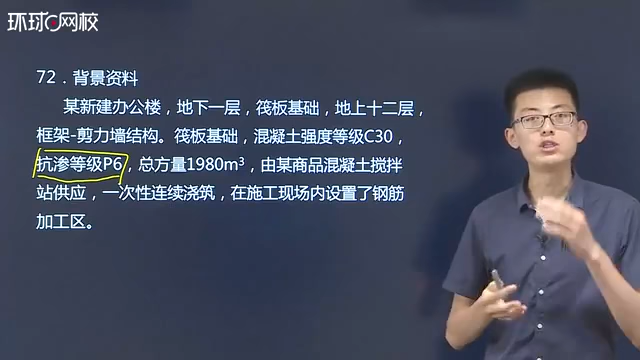 环球网校
72．背景资料
某新建办公楼，地下一层，筏板基础，地上十二层，
框架-剪力墙结构。筏板基础，混凝土强度等级C30，
抗渗等级P6，总方量1980m³，由某商品混凝土搅拌
站供应，一次性连续浇筑，在施工现场内设置了钢筋
加工区。